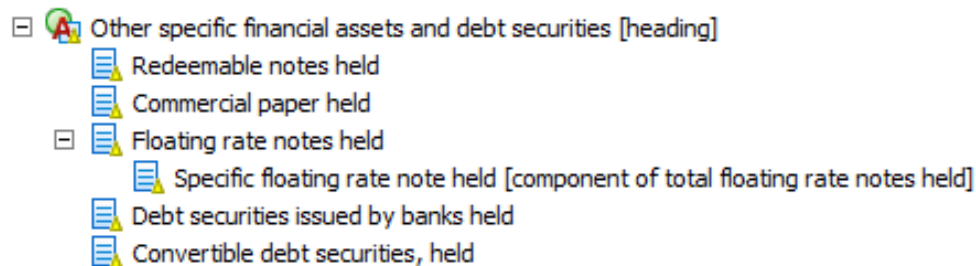 Other specific financial assets and debt securities [heading]
Redeemable notes held
Commercial paper held
Floating rate notes held
Specific floating rate note held [component of total floating rate notes held]
Debt securities issued by banks held
Convertible debt securities, held